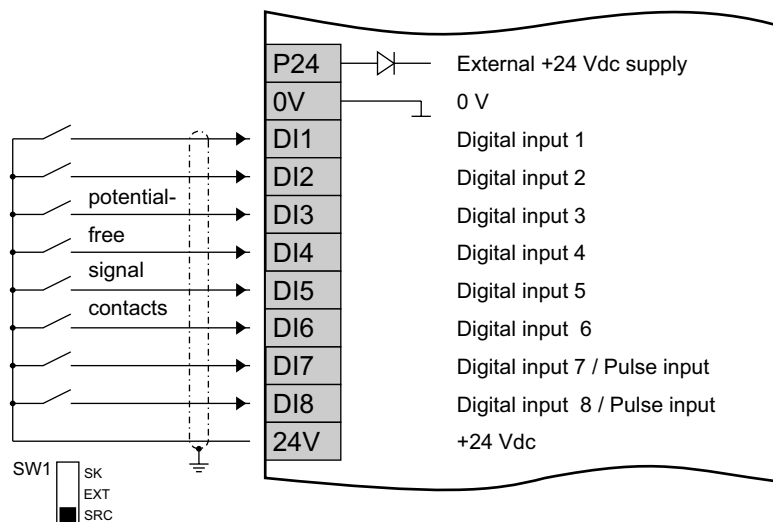 P24 External +24 Vdc supply
0V 0 V
DI1 Digital input 1
DI2 Digital input 2
potential-
DI3 Digital input 3
free
DI4 Digital input 4
signal
DI5 Digital input 5
contacts
DI6 Digital input 6
DI7 Digital input 7 / Pulse input
DI8 Digital input 8 / Pulse input
24V +24 Vdc
SW1 SK
EXT
SRC